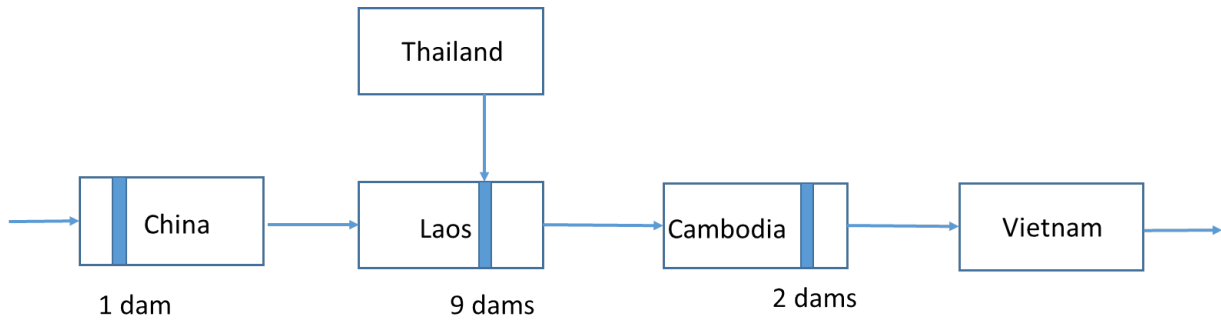 Thailand
China
Laos
Cambodia
Vietnam
1 dam
9 dams
2 dams